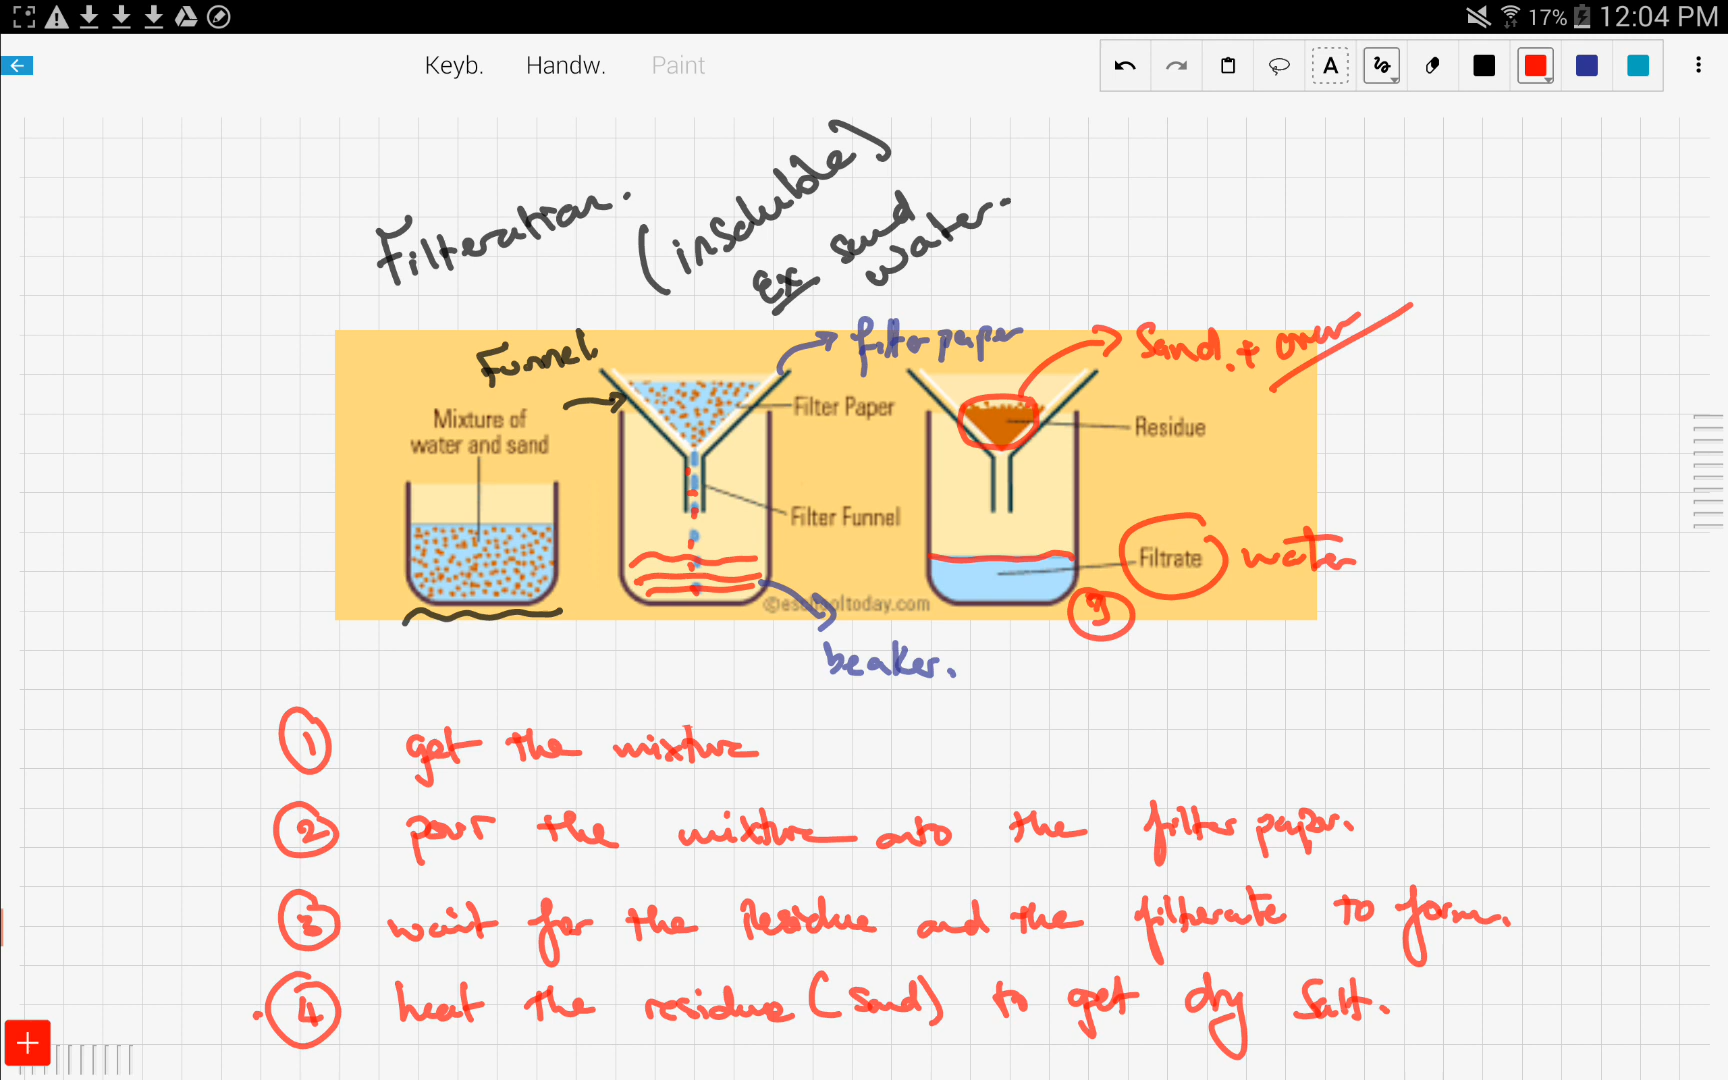 17% 12:04 PM
Keyb. Handw. Paint
A
Filteration.
(insoluble)
Ex sand
water.
Funnel
filter paper
Sand. + oven
Mixture of
water and sand
Filter Paper
Residue
Filter Funnel
Filtrate
water
©eschooltoday.com
beaker.
① get the mixture
② pour the mixture onto the filter paper.
③ wait for the Residue and the filterate to form.
④ heat the residue (sand) to get dry salt.